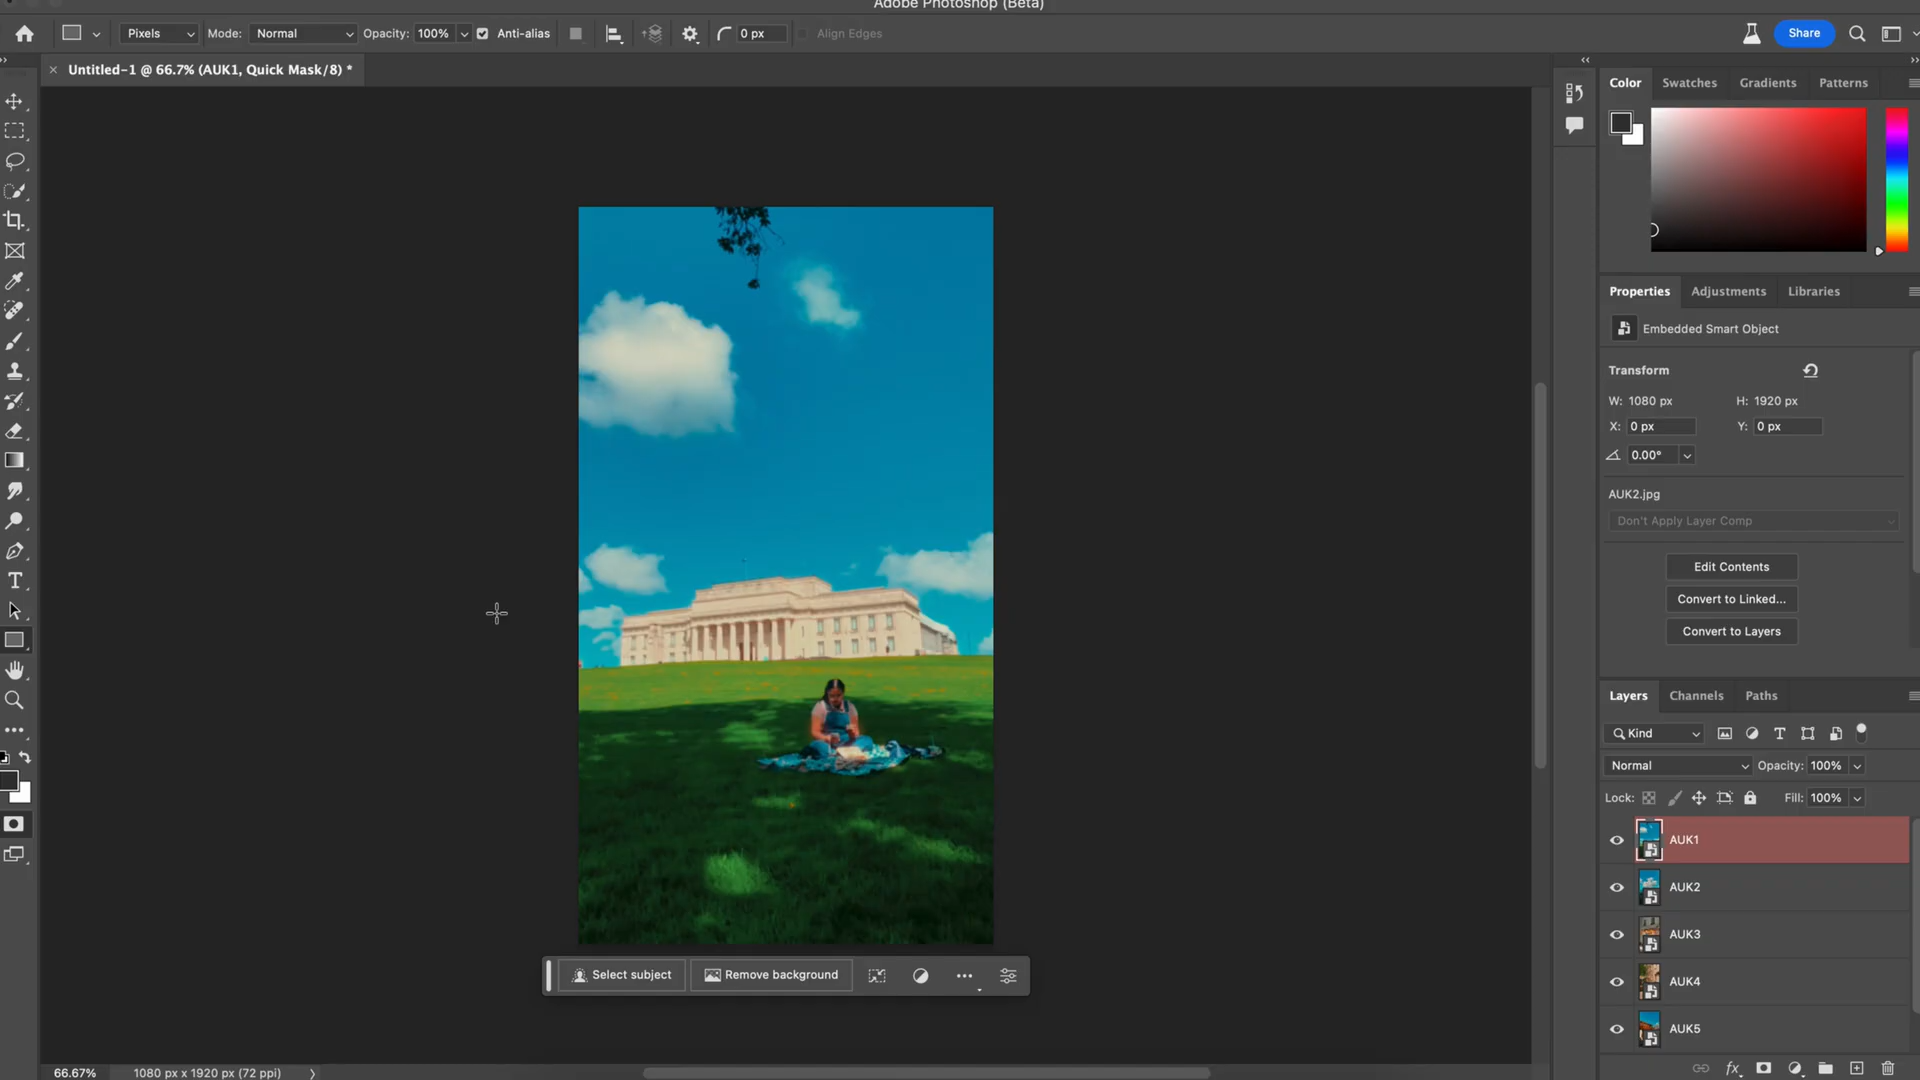 Adobe Photoshop (Beta)
Pixels
Mode: Normal
Opacity: 100%
Anti-alias
0 px
Align Edges
Share
Untitled-1 @ 66.7% (AUK1, Quick Mask/8) *
Color
Swatches
Gradients
Patterns
Properties
Adjustments
Libraries
Embedded Smart Object
Transform
W: 1080 px
H: 1920 px
X: 0 px
Y: 0 px
0.00°
AUK2.jpg
Don't Apply Layer Comp
Edit Contents
Convert to Linked...
Convert to Layers
Layers
Channels
Paths
Kind
Normal
Opacity: 100%
Lock:
Fill: 100%
AUK1
AUK2
AUK3
AUK4
AUK5
fx
Select subject
Remove background
66.67%
1080 px x 1920 px (72 ppi)